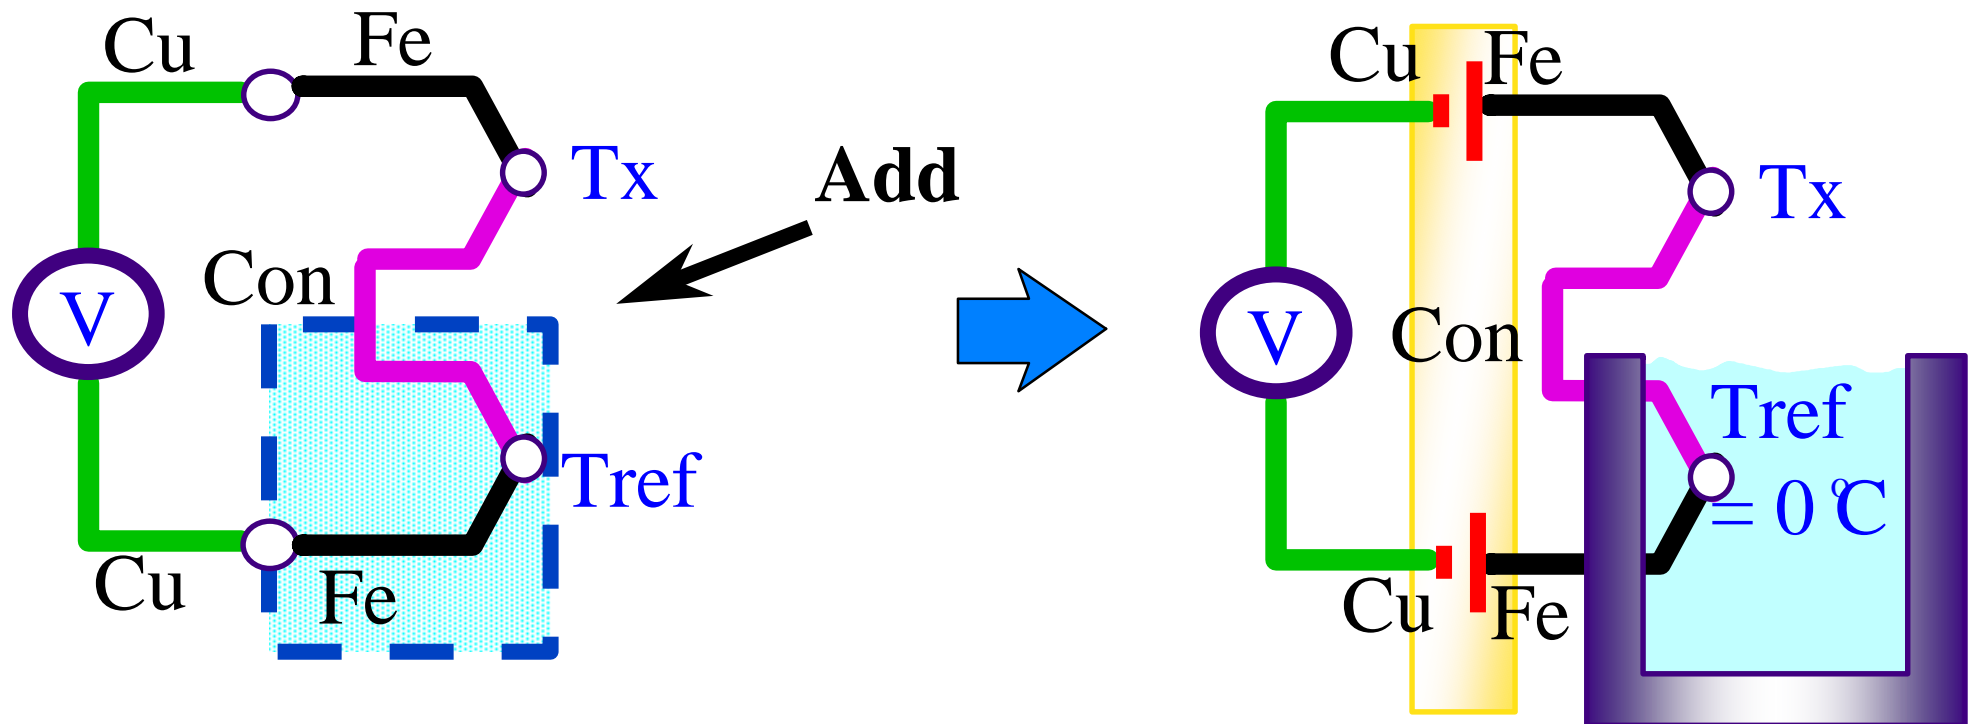 Cu
Fe
Tx
Add
Con
V
Tref
Cu
Fe
Cu
Fe
Tx
V
Con
Tref
= 0 °C
Cu
Fe